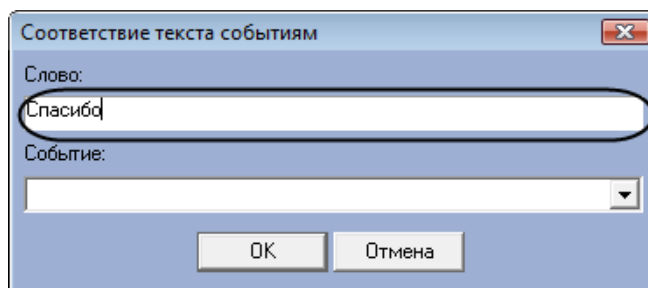 Соответствие текста событиям
Слово:
Спасибо
Событие:
OK
Отмена